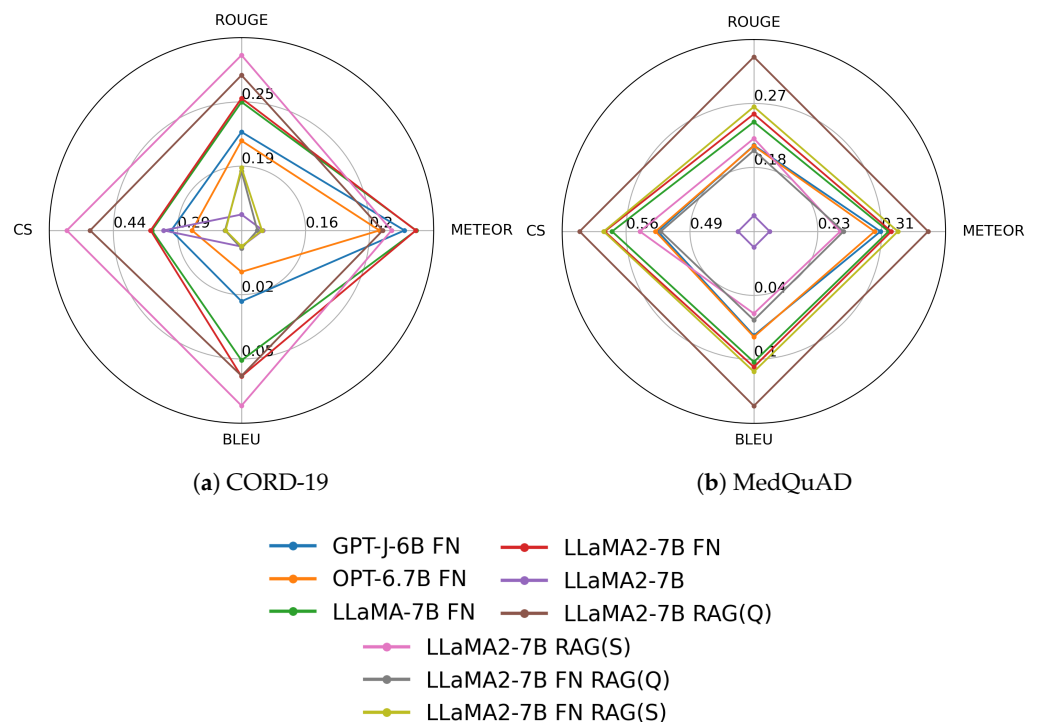 ROUGE
0.25
0.19
CS
0.44
0.29
0.16
0.2
METEOR
0.02
0.05
BLEU
(a) CORD-19
ROUGE
0.27
0.18
CS
0.56
0.49
0.23
0.31
METEOR
0.04
0.1
BLEU
(b) MedQuAD
GPT-J-6B FN
OPT-6.7B FN
LLaMA-7B FN
LLaMA2-7B FN
LLaMA2-7B
LLaMA2-7B RAG(Q)
LLaMA2-7B RAG(S)
LLaMA2-7B FN RAG(Q)
LLaMA2-7B FN RAG(S)